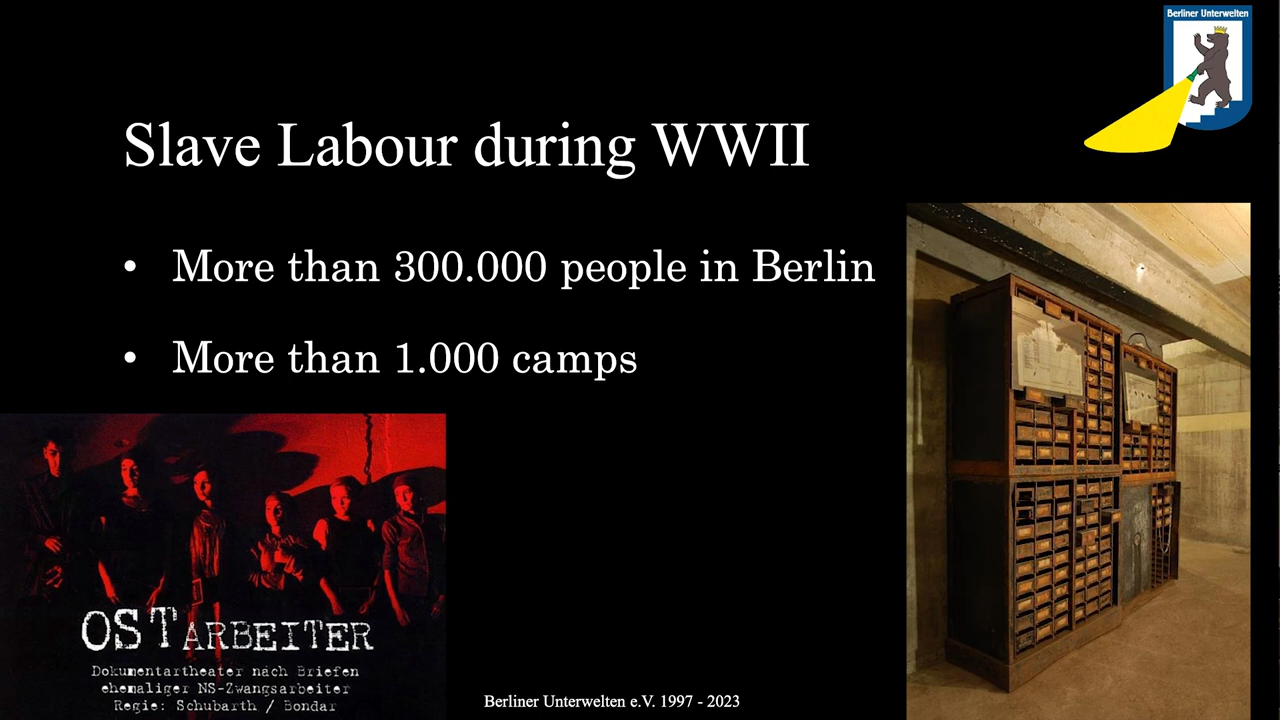 Berliner Unterwelten
Slave Labour during WWII
• More than 300.000 people in Berlin
• More than 1.000 camps
OSTARBEITER
Dokumentartheater nach Briefen
ehemaliger NS-Zwangsarbeiter
Regie: Schubarth / Bondar
Berliner Unterwelten e.V. 1997 - 2023